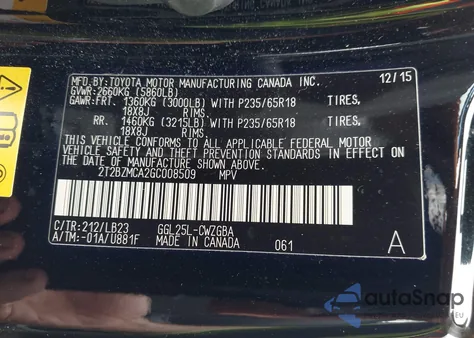 MFD. BY:TOYOTA MOTOR MANUFACTURING CANADA INC. 12/15
GVWR:2660KG (5860LB)
GAWR:FRT. 1360KG (3000LB) WITH P235/65R18 TIRES,
18X8J RIMS.
RR. 1460KG (3215LB) WITH P235/65R18 TIRES,
18X8J RIMS.
THIS VEHICLE CONFORMS TO ALL APPLICABLE
FEDERAL MOTOR VEHICLE SAFETY AND
THEFT PREVENTION STANDARDS IN EFFECT ON
THE DATE OF MANUFACTURE SHOWN ABOVE.
2T2BZMCA2GC008509 MPV
C/TR:212/LB23 GGL25L-CWZGBA
A/TM:-01A/U881F MADE IN CANADA 061 A
autoSnap
.EU